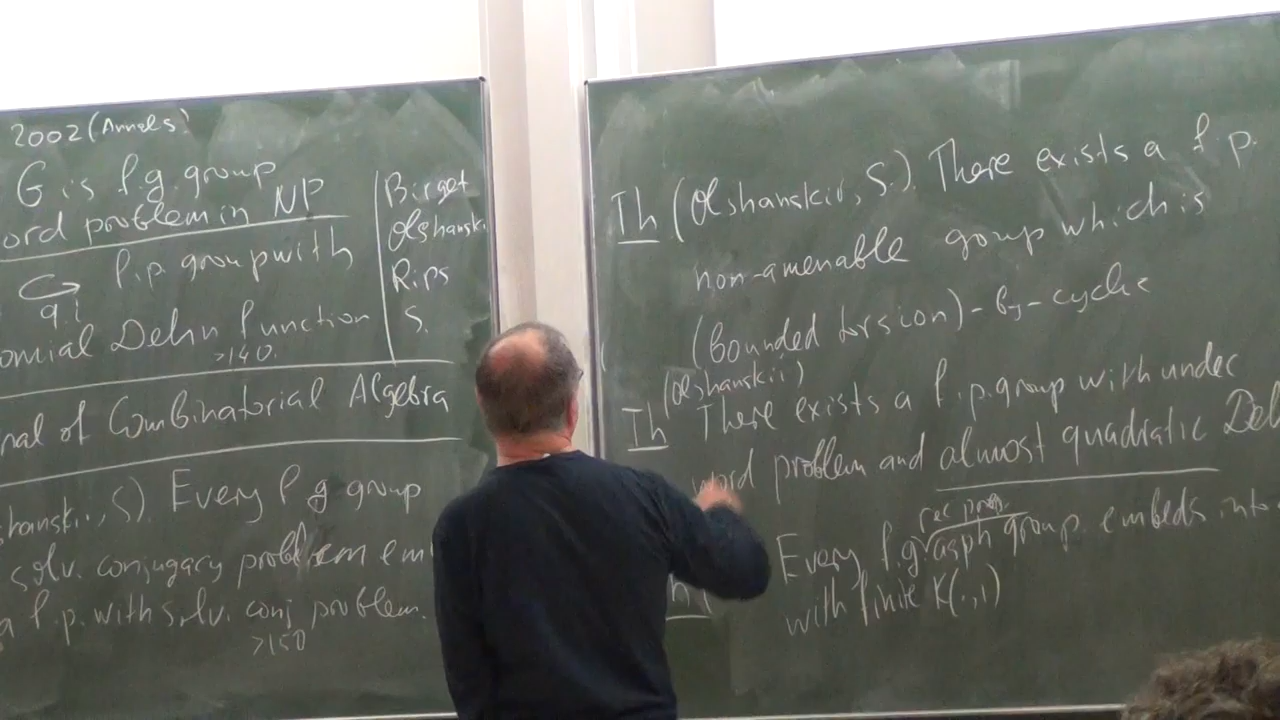 2002 (Annals)
G is f.g. group
ord problem in NP
f.p. group with
q.i
omial Dehn function
>140.
Birget
Olshanski
Rips
S.
nal of Combinatorial Algebra
hanskii, S). Every f g group
solv. conjugacy problem em
a f.p. with solv. conj problem.
>150
Th (Olshanskii, S.). There exists a f.p.
non-amenable group which is
(bounded torsion)-by-cyclic
(Olshanskii)
Th There exists a f.p. group with undec
word problem and almost quadratic Deh
rec pres.
Every f.g. group embeds into
with finite K(.,1)